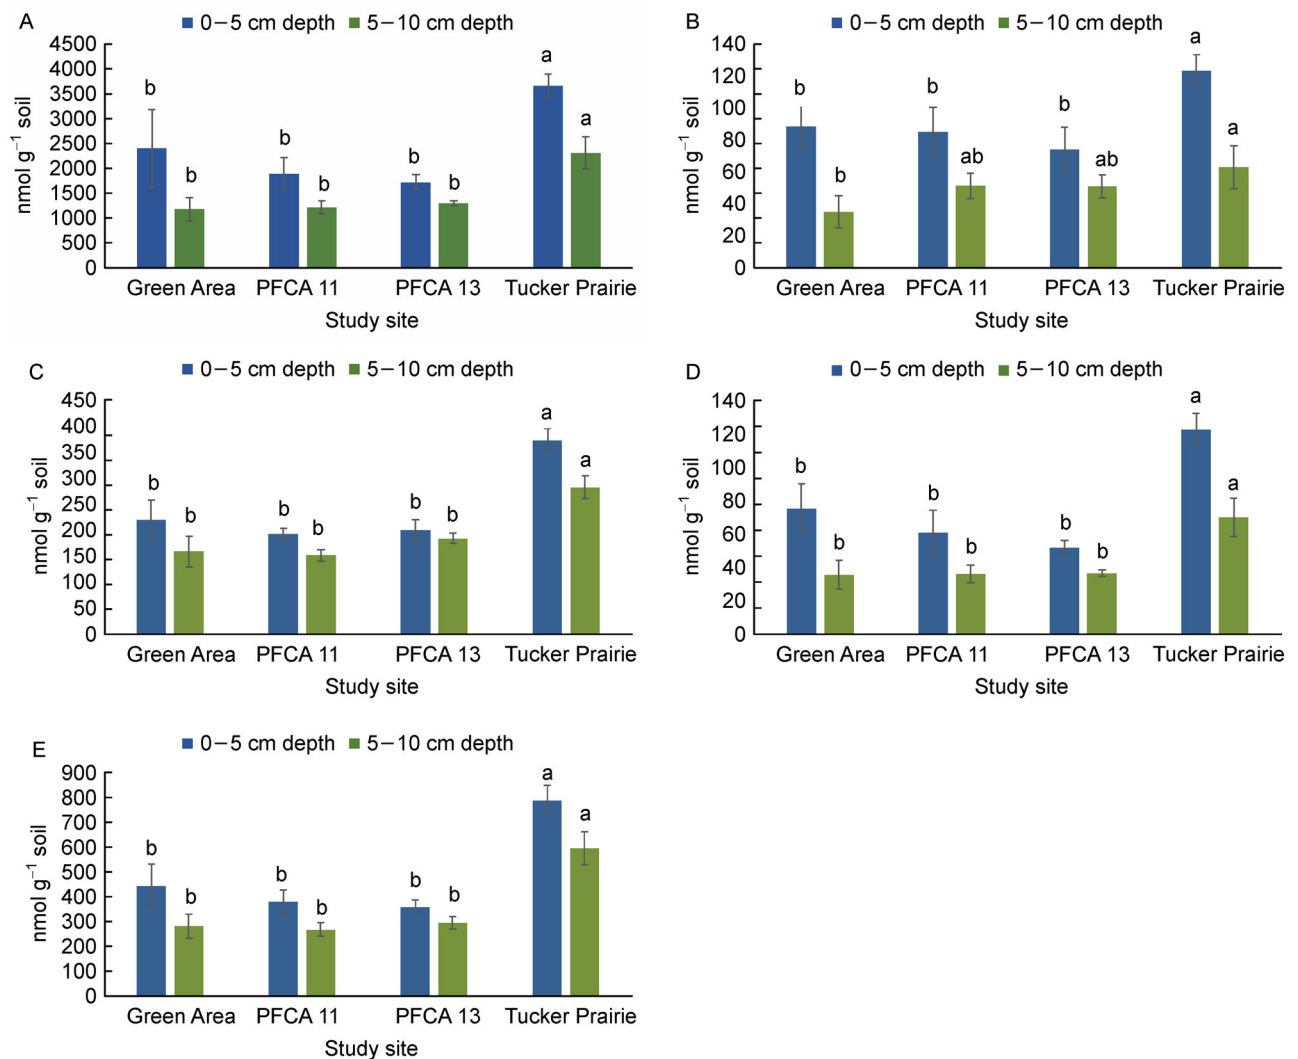 A
0−5 cm depth 5−10 cm depth
4500
4000
3500
3000
2500
2000
1500
1000
500
0
nmol g⁻¹ soil
b
b
b
b
b
b
a
a
Green Area PFCA 11 PFCA 13 Tucker Prairie
Study site
B
0−5 cm depth 5−10 cm depth
140
120
100
80
60
40
20
0
nmol g⁻¹ soil
b
b
b
ab
b
ab
a
a
Green Area PFCA 11 PFCA 13 Tucker Prairie
Study site
C
0−5 cm depth 5−10 cm depth
450
400
350
300
250
200
150
100
50
0
nmol g⁻¹ soil
b
b
b
b
b
b
a
a
Green Area PFCA 11 PFCA 13 Tucker Prairie
Study site
D
0−5 cm depth 5−10 cm depth
140
120
100
80
60
40
20
0
nmol g⁻¹ soil
b
b
b
b
b
b
a
a
Green Area PFCA 11 PFCA 13 Tucker Prairie
Study site
E
0−5 cm depth 5−10 cm depth
900
800
700
600
500
400
300
200
100
0
nmol g⁻¹ soil
b
b
b
b
b
b
a
a
Green Area PFCA 11 PFCA 13 Tucker Prairie
Study site